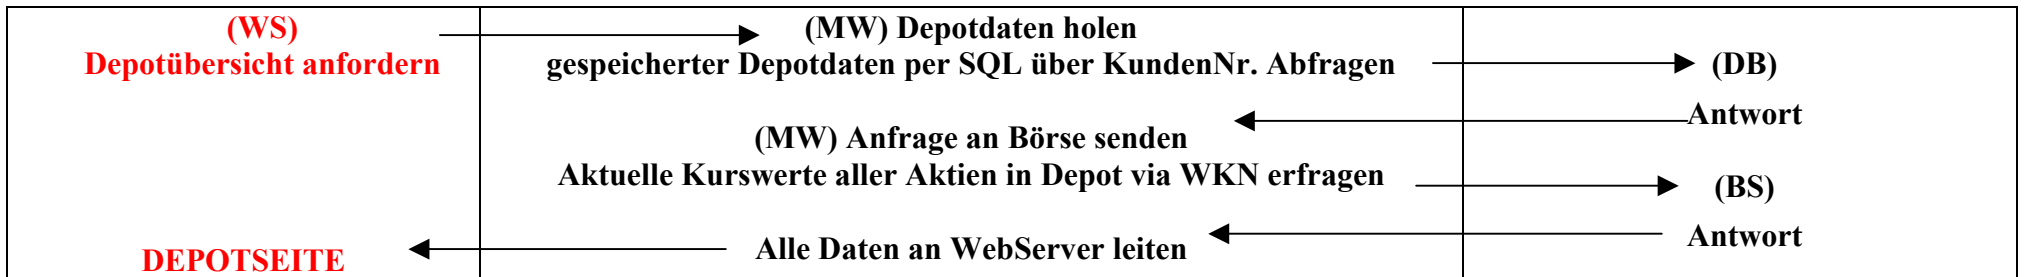 (WS)
Depotübersicht anfordern
DEPOTSEITE
(MW) Depotdaten holen
gespeicherter Depotdaten per SQL über KundenNr. Abfragen
(MW) Anfrage an Börse senden
Aktuelle Kurswerte aller Aktien in Depot via WKN erfragen
Alle Daten an WebServer leiten
(DB)
Antwort
(BS)
Antwort